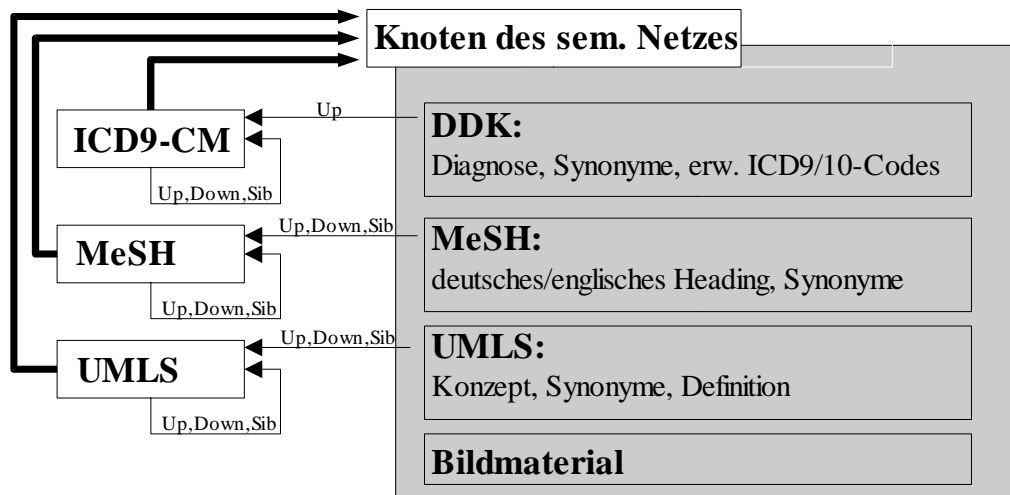 Knoten des sem. Netzes
ICD9-CM
Up
DDK:
Diagnose, Synonyme, erw. ICD9/10-Codes
Up,Down,Sib
MeSH
Up,Down,Sib
MeSH:
deutsches/englisches Heading, Synonyme
Up,Down,Sib
UMLS
Up,Down,Sib
UMLS:
Konzept, Synonyme, Definition
Up,Down,Sib
Bildmaterial